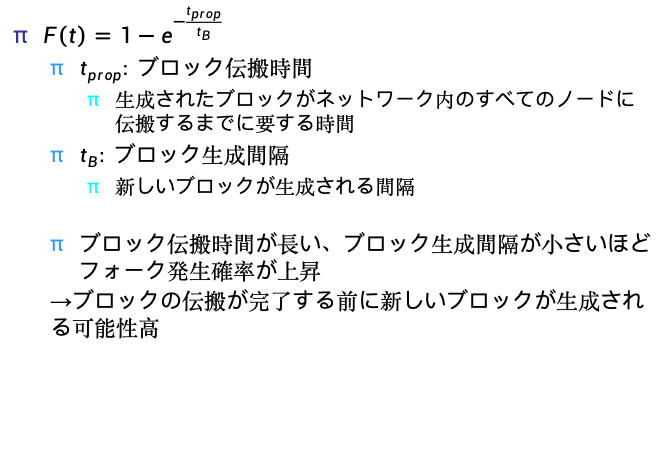 π F(t) = 1 − e^{−\frac{t_{prop}}{t_B}}
π t_{prop}: ブロック伝搬時間
π 生成されたブロックがネットワーク内のすべてのノードに
伝搬するまでに要する時間
π t_B: ブロック生成間隔
π 新しいブロックが生成される間隔
π ブロック伝搬時間が長い、ブロック生成間隔が小さいほど
フォーク発生確率が上昇
→ブロックの伝搬が完了する前に新しいブロックが生成され
る可能性高